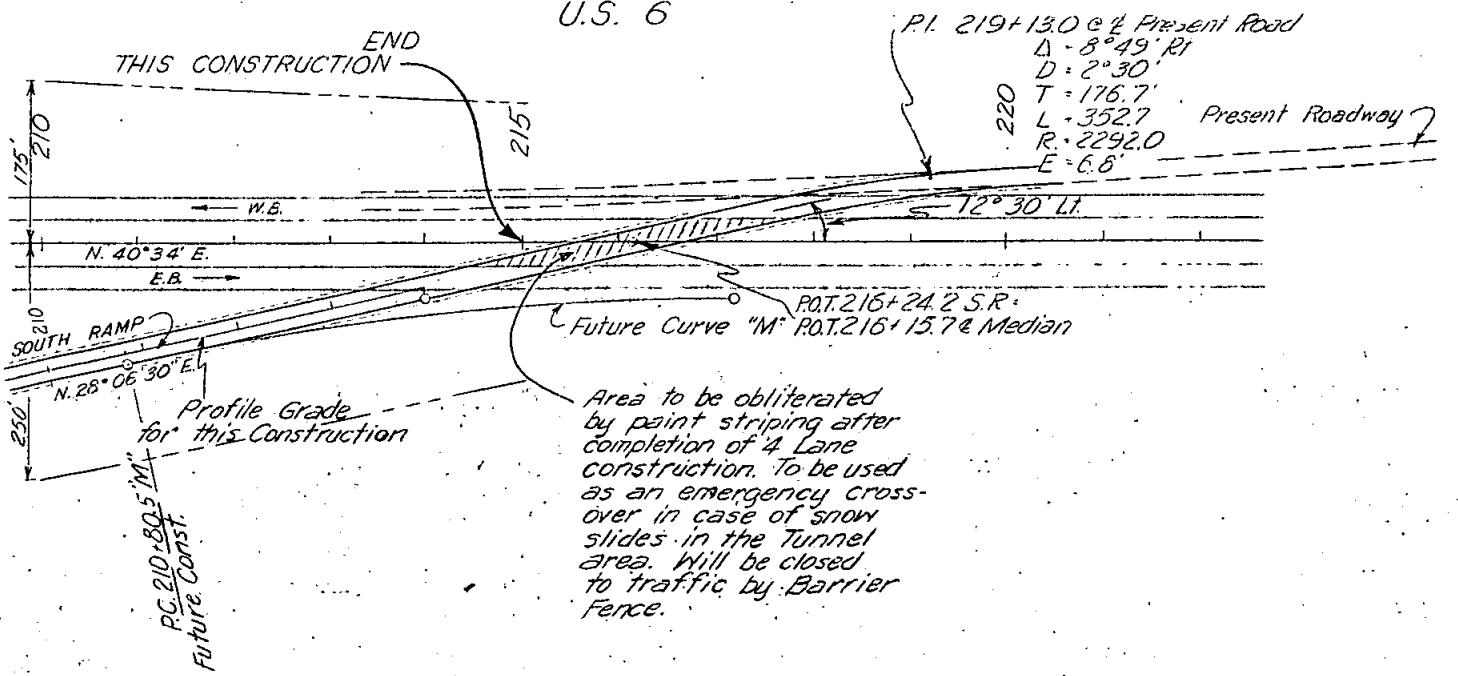 U.S. 6
END
THIS CONSTRUCTION
P.I. 219+13.0 @ ℄ Present Road
Δ = 8°49' Rt
D = 2°30'
T = 176.7'
L = 352.7
R = 2292.0
E = 6.8'
220
Present Roadway
175'
210
215
W.B.
12°30' Lt.
N. 40°34' E.
E.B.
210
SOUTH RAMP
N. 28°06'30" E.
P.O.T. 216+24.2 S.R =
Future Curve "M" P.O.T. 216+15.7 ℄ Median
250'
Profile Grade
for this Construction
Area to be obliterated
by paint striping after
completion of 4 Lane
construction. To be used
as an emergency cross-
over in case of snow
slides in the Tunnel
area. Will be closed
to traffic by Barrier
Fence.
P.C. 210+80.5 "M"
Future Const.